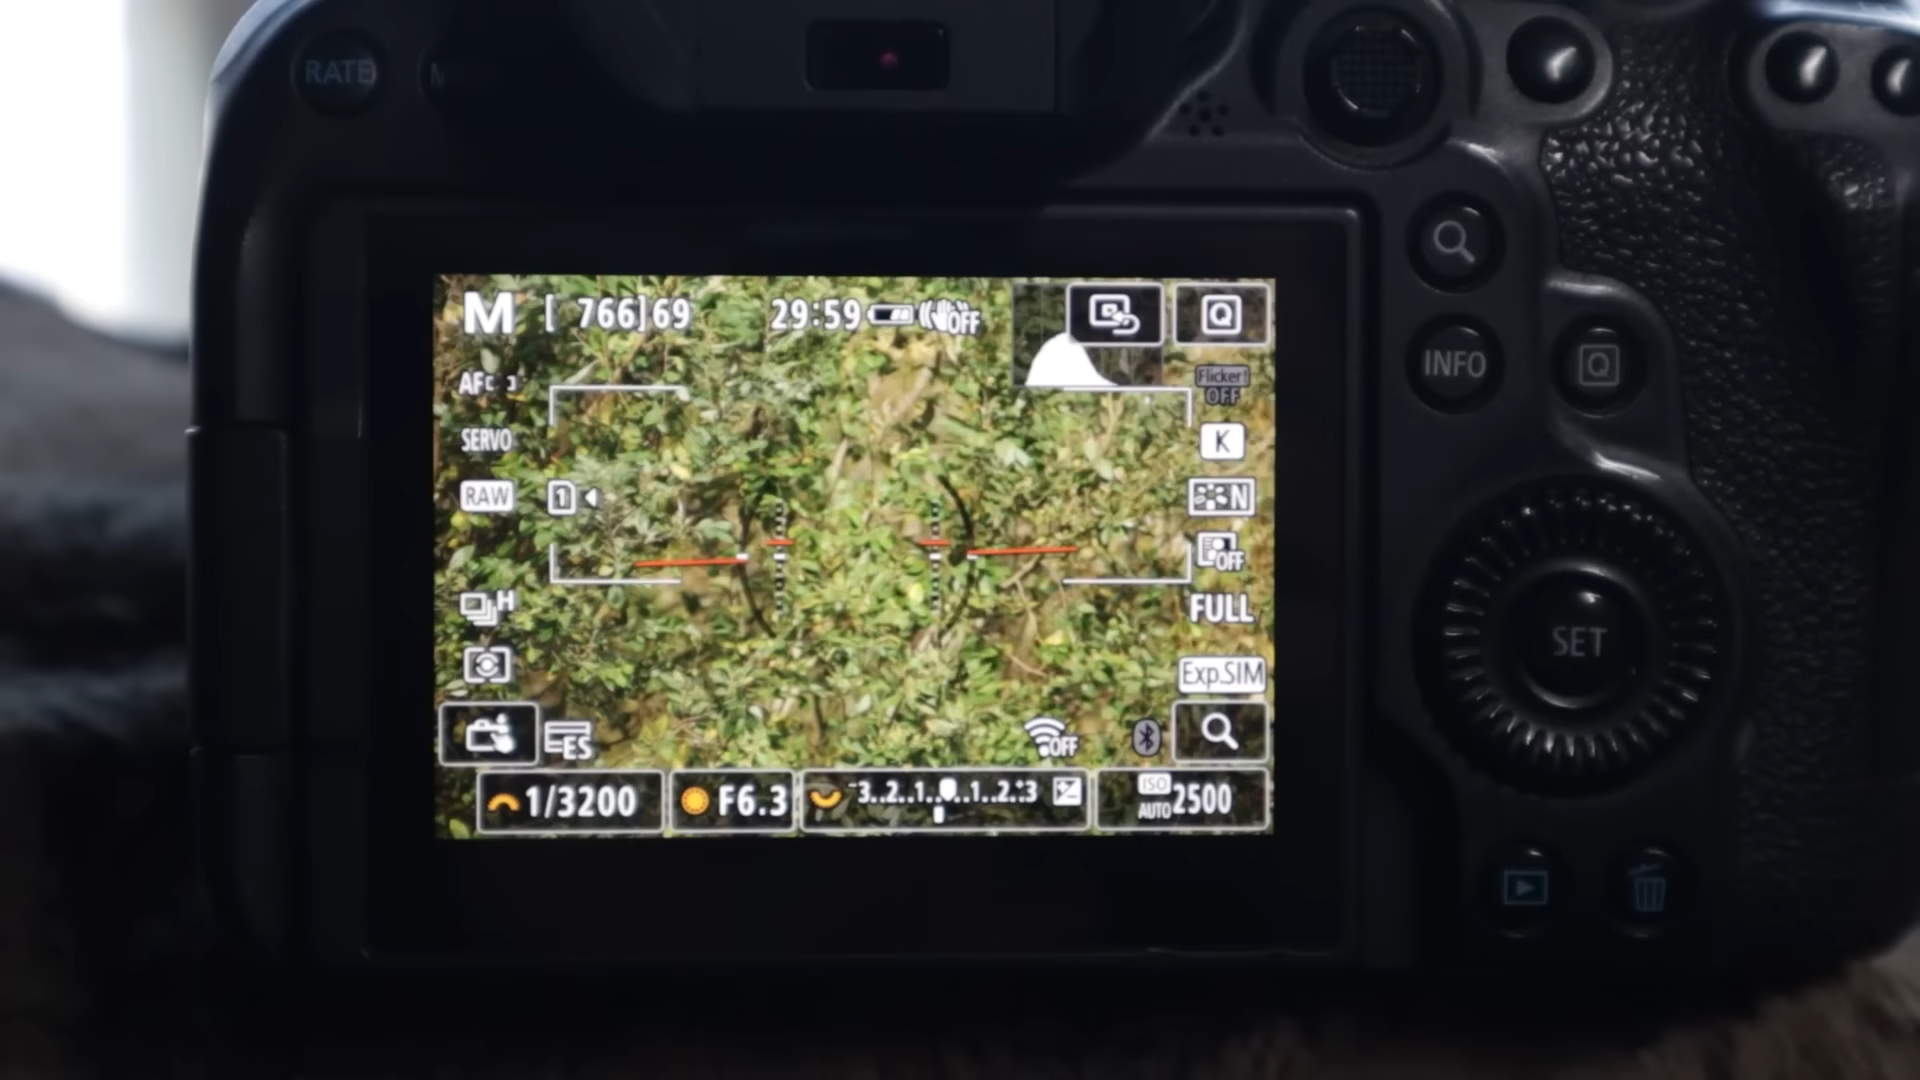 RATE
M [ 766]69 29:59 OFF Q
AF Flicker!
OFF
SERVO K
RAW 1 N
OFF
H FULL
Exp.SIM
ES OFF
1/3200 F6.3 -3..2..1..0..1..2..+3 ISO
AUTO 2500
INFO Q
SET